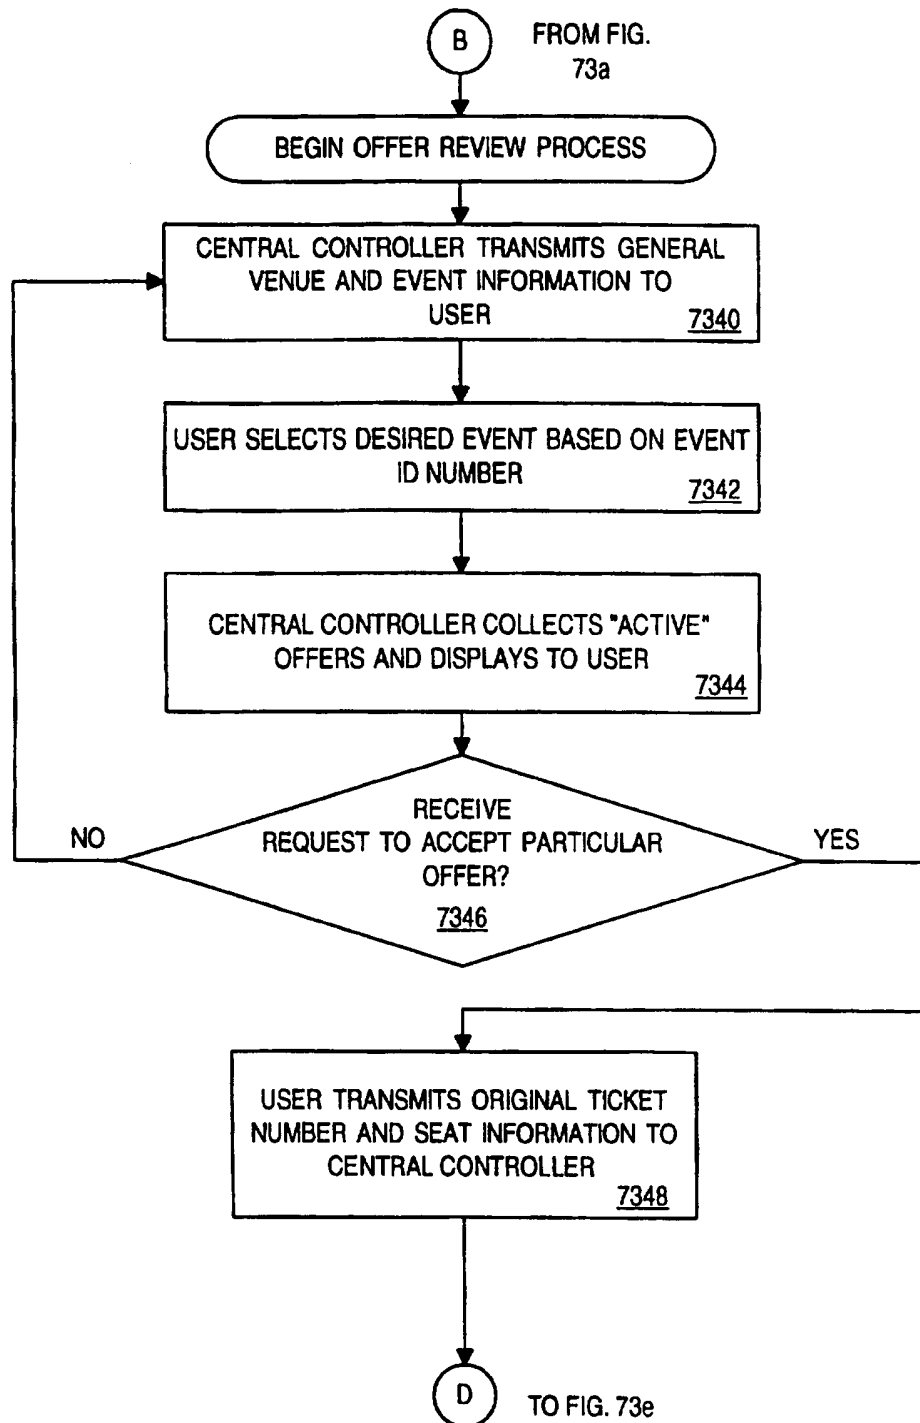 B
FROM FIG.
73a
BEGIN OFFER REVIEW PROCESS
CENTRAL CONTROLLER TRANSMITS GENERAL
VENUE AND EVENT INFORMATION TO
USER
7340
USER SELECTS DESIRED EVENT BASED ON EVENT
ID NUMBER
7342
CENTRAL CONTROLLER COLLECTS "ACTIVE"
OFFERS AND DISPLAYS TO USER
7344
NO
RECEIVE
REQUEST TO ACCEPT PARTICULAR
OFFER?
7346
YES
USER TRANSMITS ORIGINAL TICKET
NUMBER AND SEAT INFORMATION TO
CENTRAL CONTROLLER
7348
D
TO FIG. 73e